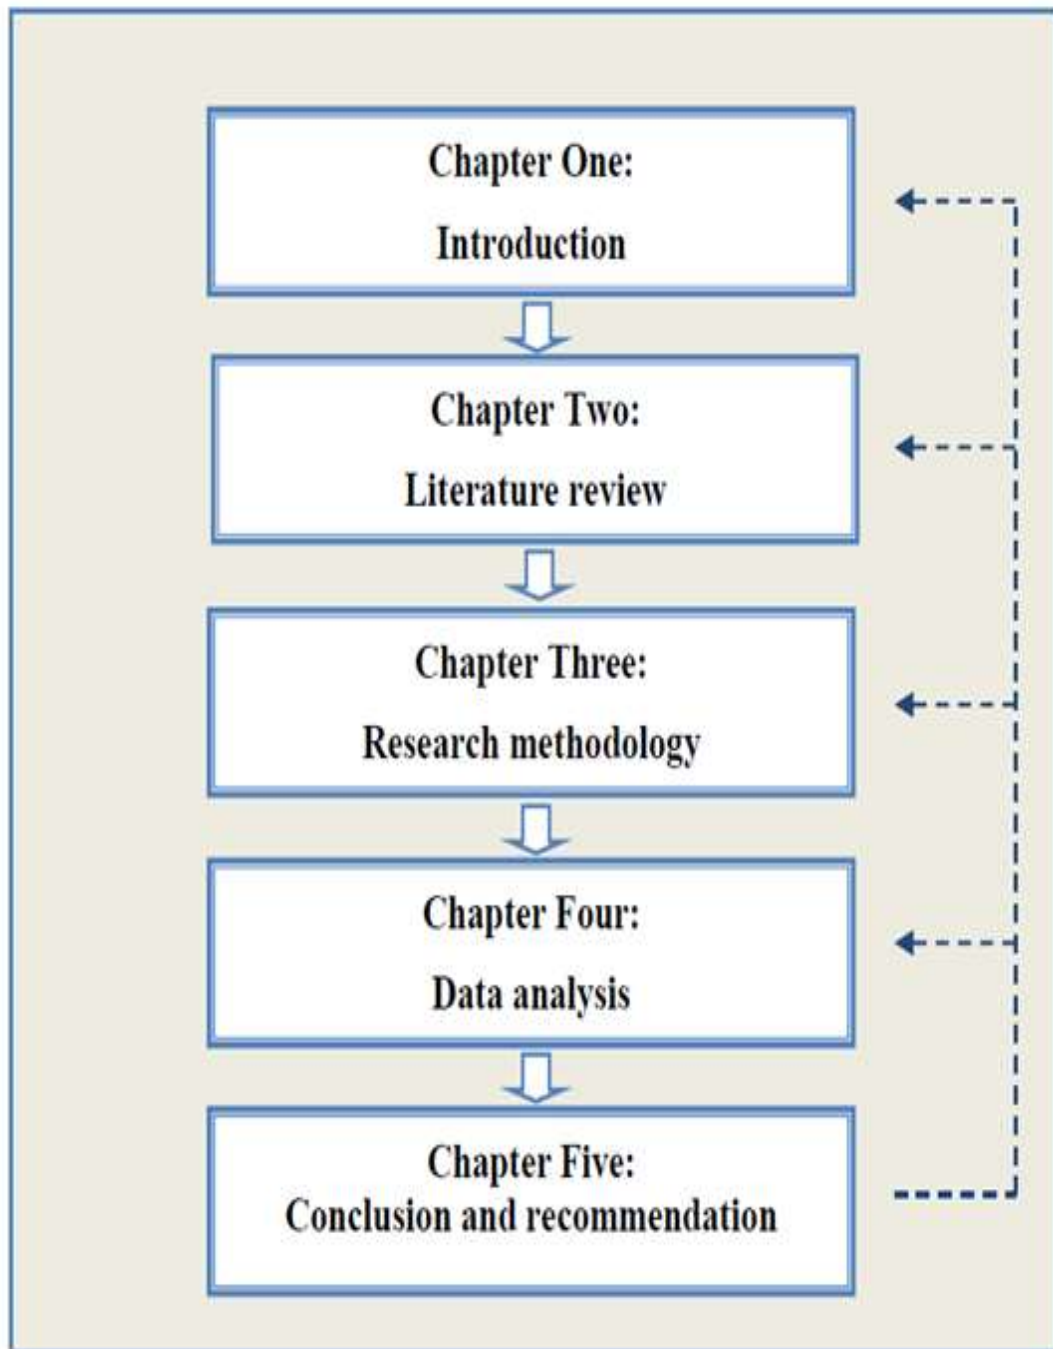 Chapter One:
Introduction
Chapter Two:
Literature review
Chapter Three:
Research methodology
Chapter Four:
Data analysis
Chapter Five:
Conclusion and recommendation